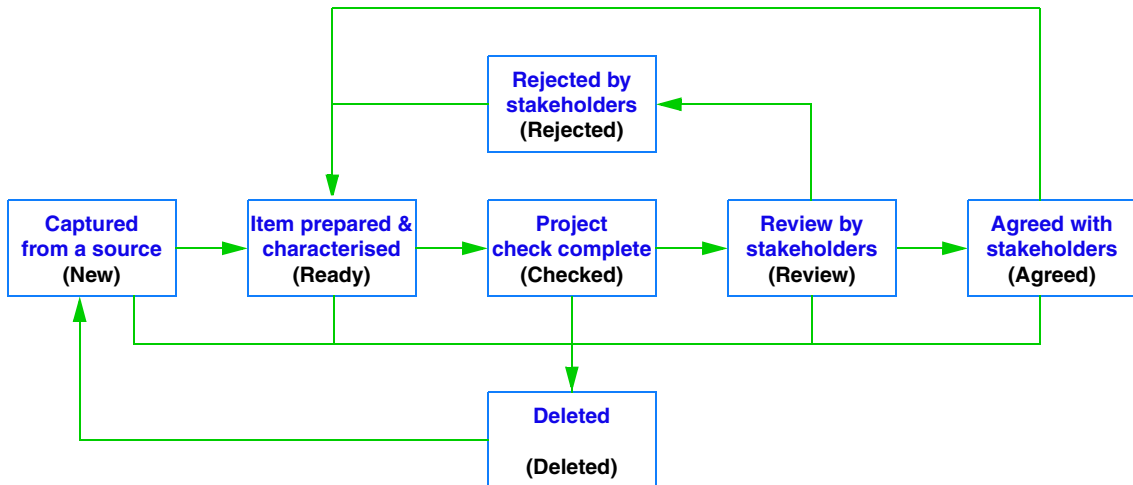 Rejected by
stakeholders
(Rejected)
Captured
from a source
(New)
Item prepared &
characterised
(Ready)
Project
check complete
(Checked)
Review by
stakeholders
(Review)
Agreed with
stakeholders
(Agreed)
Deleted
(Deleted)